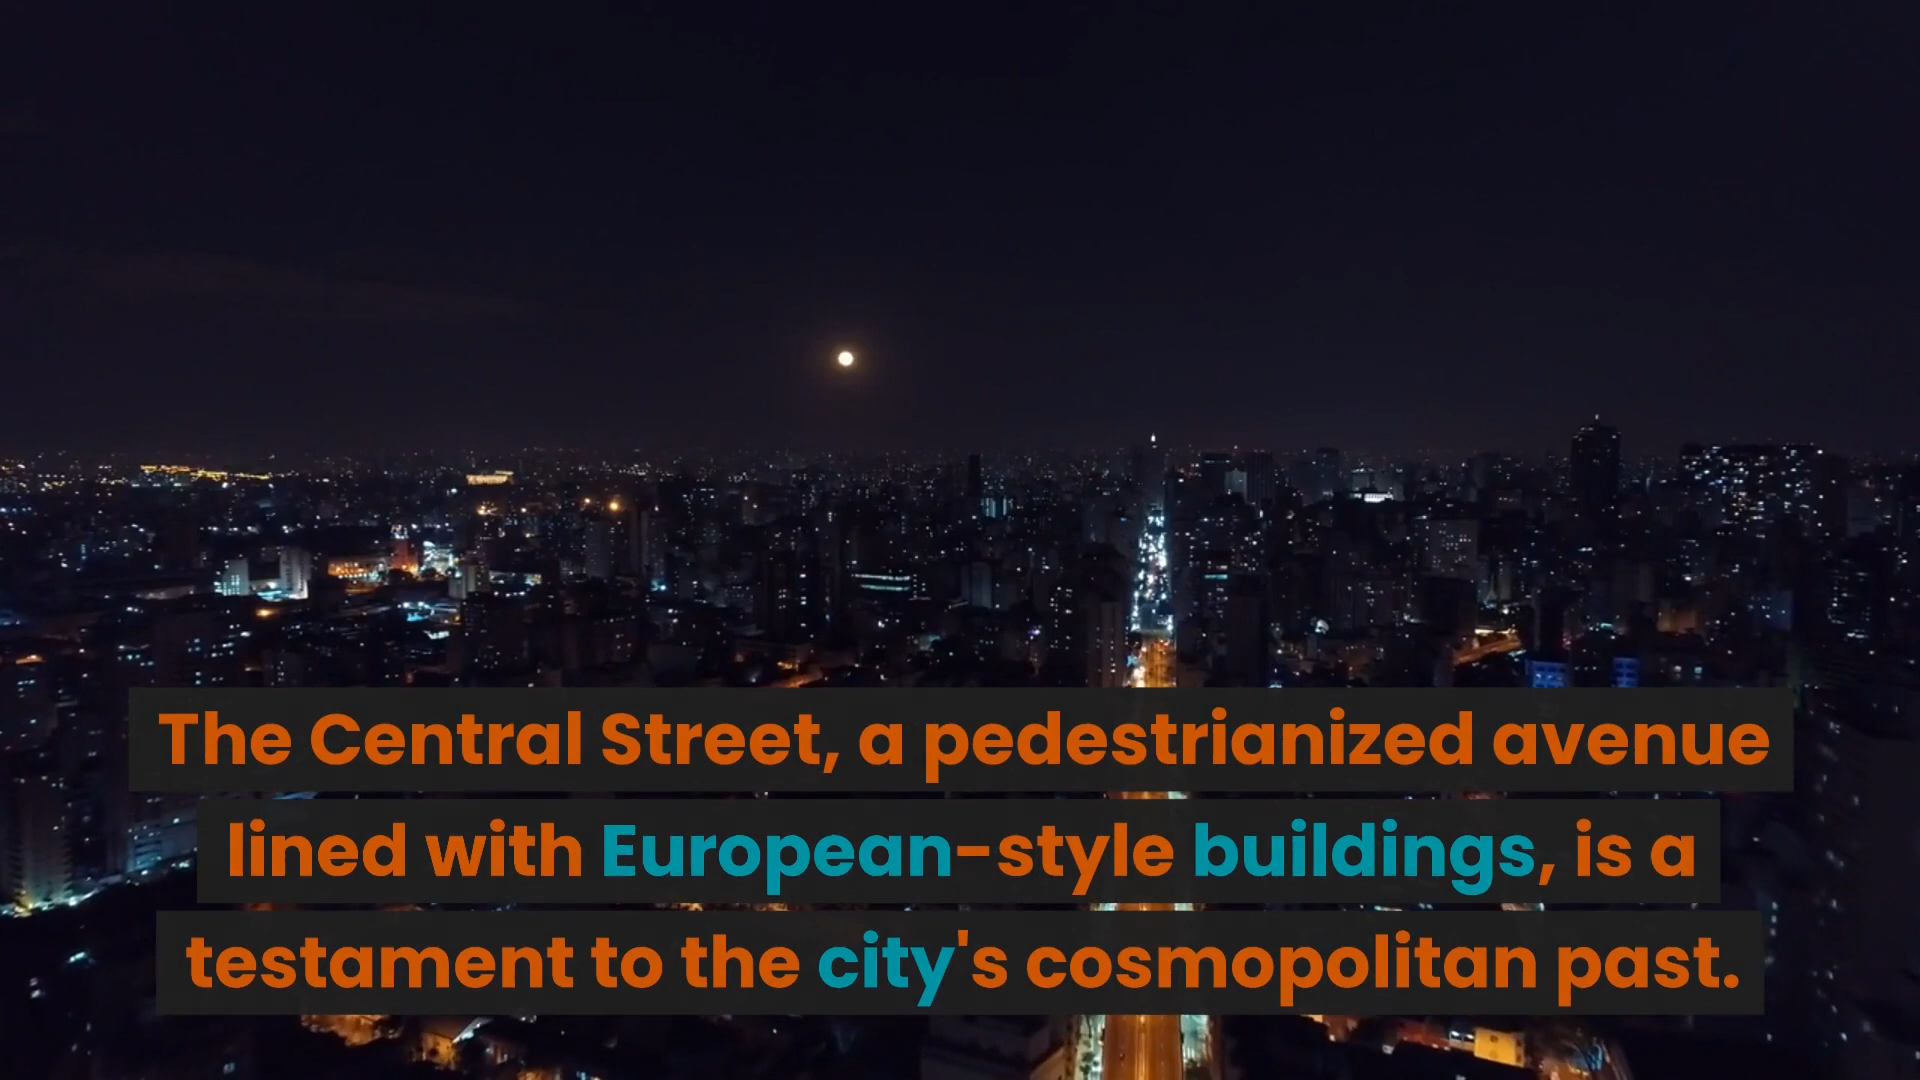 The Central Street, a pedestrianized avenue
lined with European-style buildings, is a
testament to the city's cosmopolitan past.